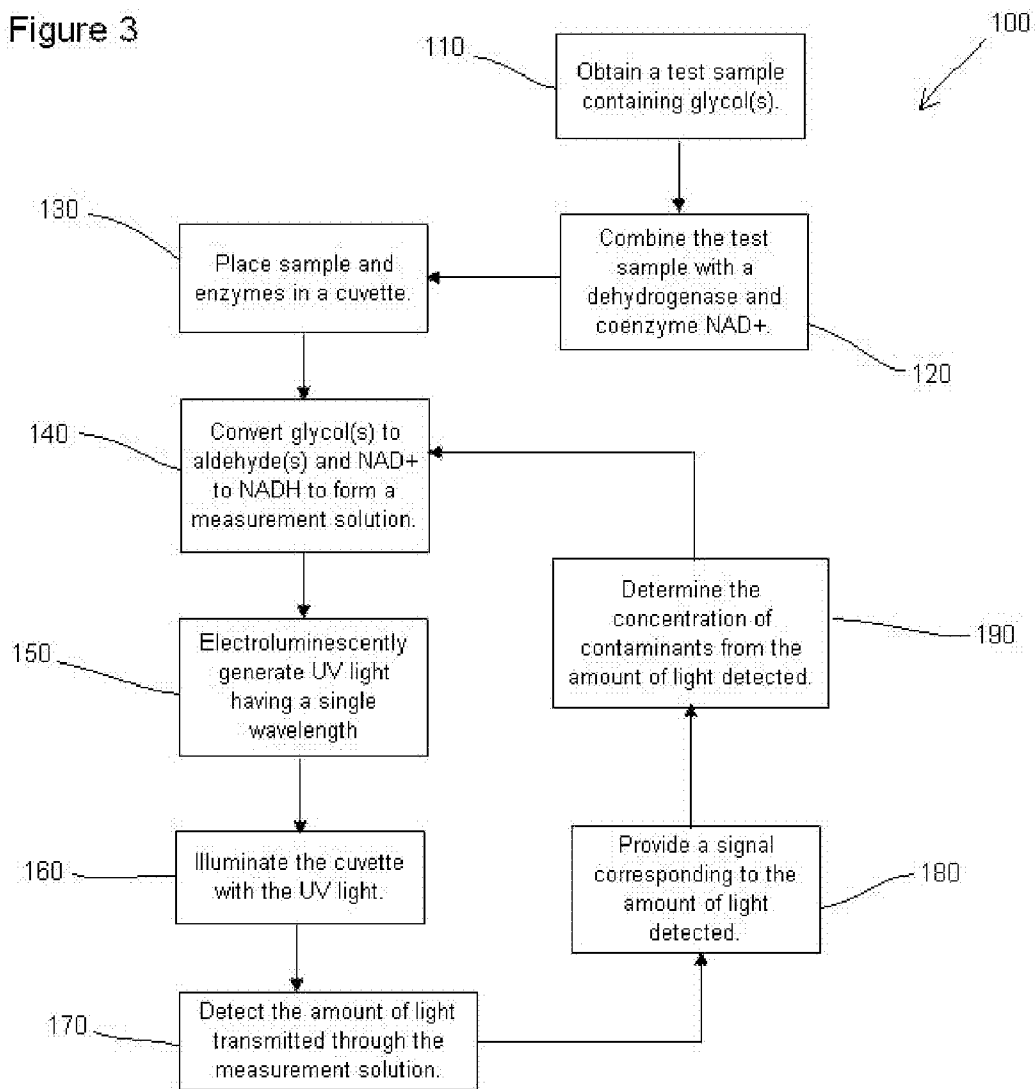 Figure 3
100
110
Obtain a test sample
containing glycol(s).
130
Place sample and
enzymes in a cuvette.
Combine the test
sample with a
dehydrogenase and
coenzyme NAD+.
120
140
Convert glycol(s) to
aldehyde(s) and NAD+
to NADH to form a
measurement solution.
150
Electroluminescently
generate UV light
having a single
wavelength
160
Illuminate the cuvette
with the UV light.
170
Detect the amount of light
transmitted through the
measurement solution.
Provide a signal
corresponding to the
amount of light
detected.
180
Determine the
concentration of
contaminants from the
amount of light detected.
190